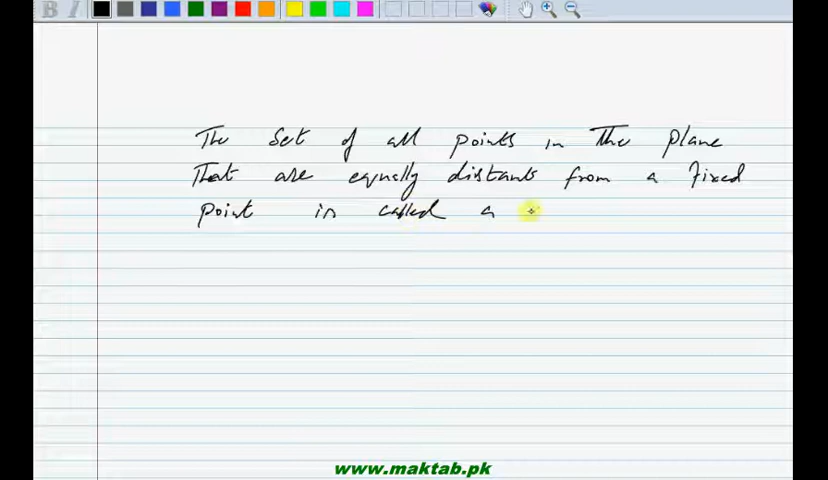 B I
The set of all points in the plane
That are equally distants from a fixed
point is called a
www.maktab.pk